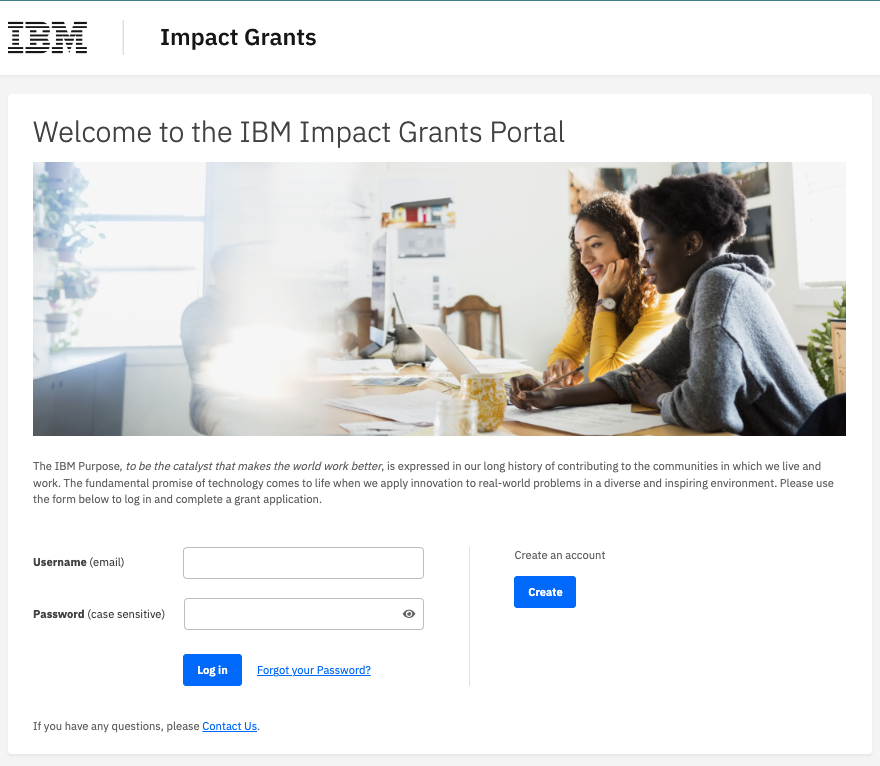 IBM
Impact Grants
Welcome to the IBM Impact Grants Portal
The IBM Purpose, to be the catalyst that makes the world work better, is expressed in our long history of contributing to the communities in which we live and
work. The fundamental promise of technology comes to life when we apply innovation to real-world problems in a diverse and inspiring environment. Please use
the form below to log in and complete a grant application.
Username (email)
Password (case sensitive)
Log in
Forgot your Password?
Create an account
Create
If you have any questions, please Contact Us.